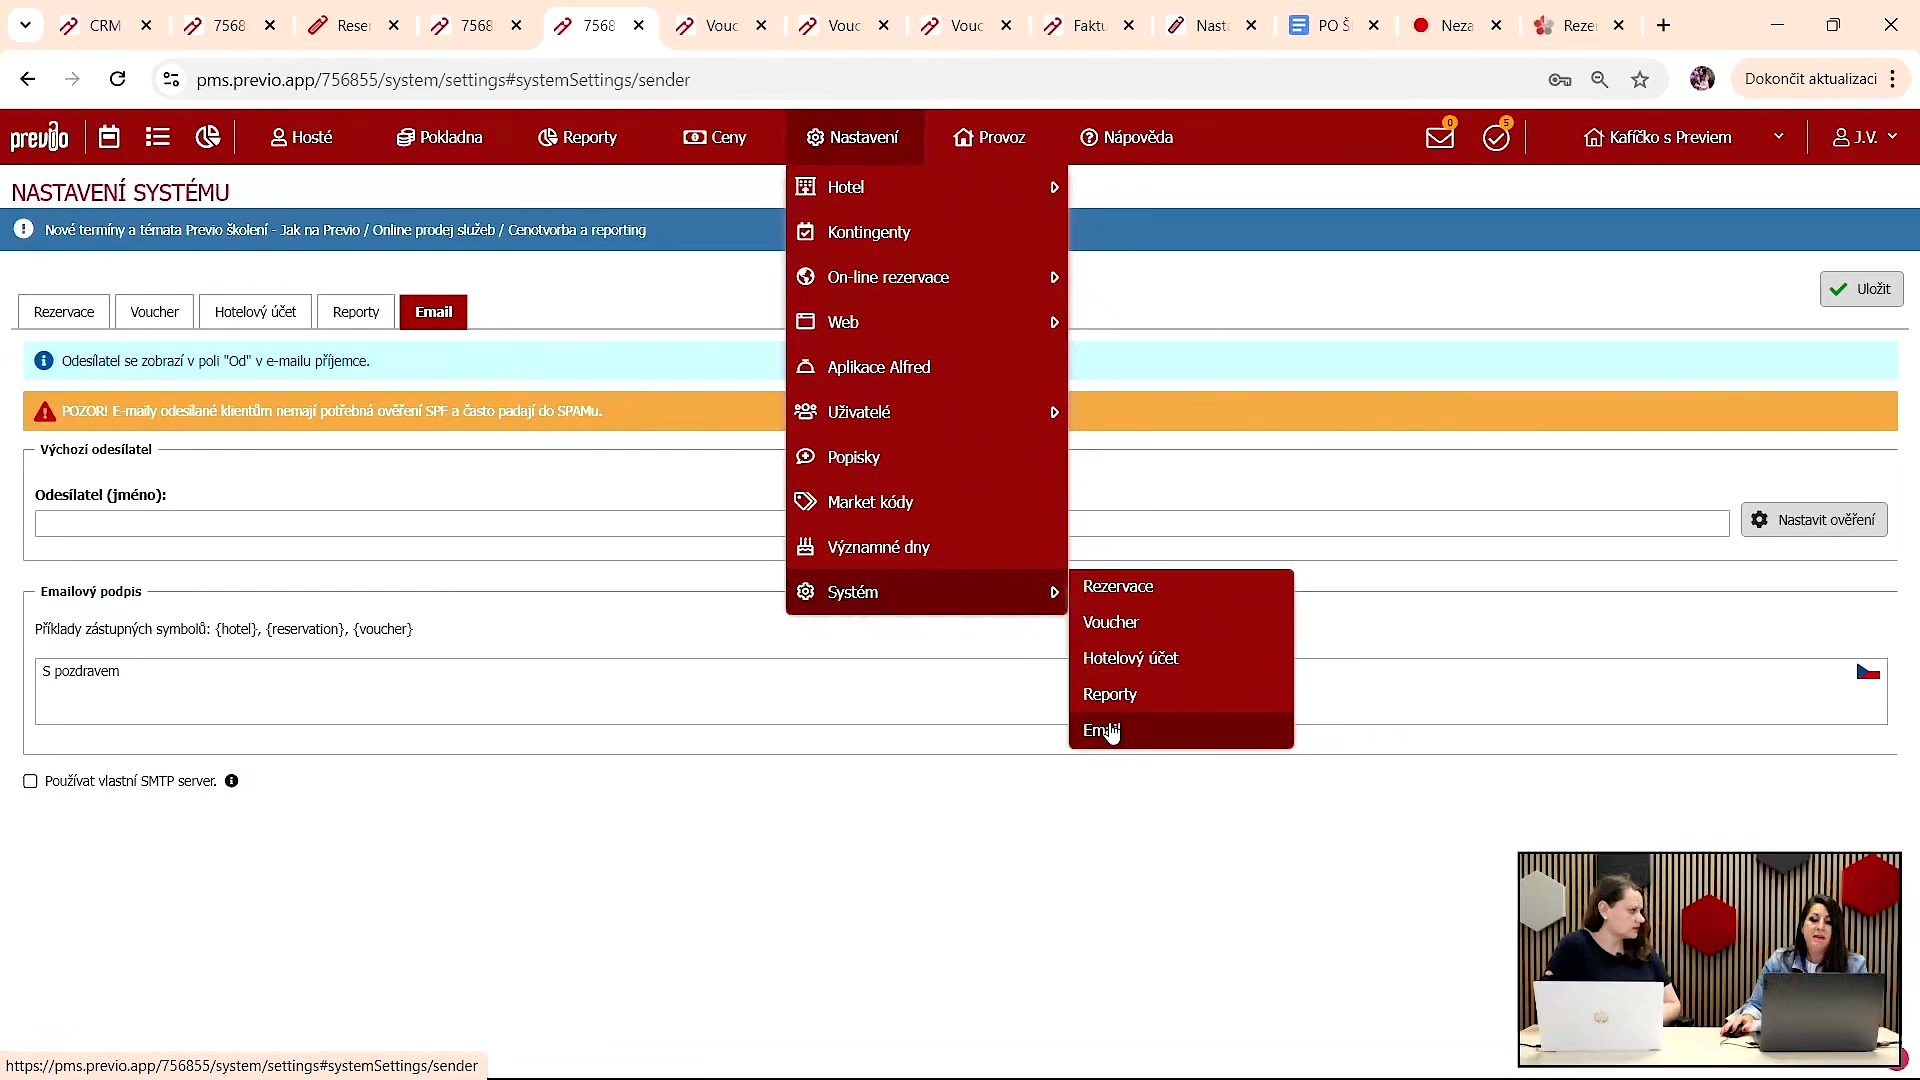 CRM
7568
Reser
7568
7568
Vouc
Vouc
Vouc
Faktu
Nasta
PO Š
Neza
Rezer
pms.previo.app/756855/system/settings#systemSettings/sender
Dokončit aktualizaci
previo
Hosté
Pokladna
Reporty
Ceny
Nastavení
Provoz
Nápověda
0
5
Kafíčko s Previem
J.V.
NASTAVENÍ SYSTÉMU
Nové termíny a témata Previo školení - Jak na Previo / Online prodej služeb / Cenotvorba a reporting
Hotel
Kontingenty
On-line rezervace
Web
Aplikace Alfred
Uživatelé
Popisky
Market kódy
Významné dny
Systém
Rezervace
Voucher
Hotelový účet
Reporty
Email
Uložit
Rezervace
Voucher
Hotelový účet
Reporty
Email
Odesílatel se zobrazí v poli "Od" v e-mailu příjemce.
POZOR! E-maily odesílané klientům nemají potřebná ověření SPF a často padají do SPAMu.
Výchozí odesílatel
Odesílatel (jméno):
Nastavit ověření
Emailový podpis
Příklady zástupných symbolů: {hotel}, {reservation}, {voucher}
S pozdravem
Používat vlastní SMTP server.
https://pms.previo.app/756855/system/settings#systemSettings/sender